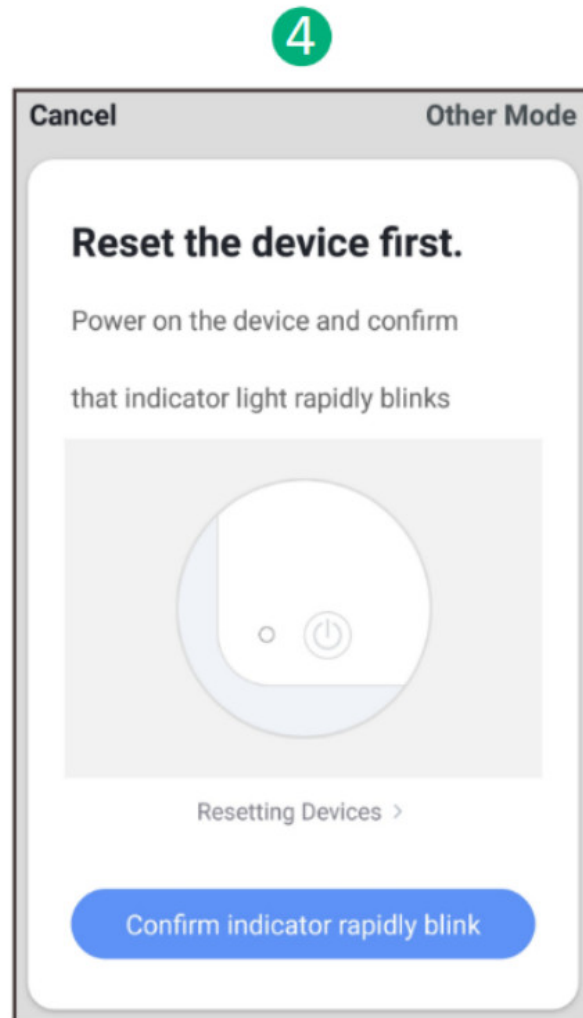 4
Cancel
Other Mode
Reset the device first.
Power on the device and confirm
that indicator light rapidly blinks
Resetting Devices >
Confirm indicator rapidly blink